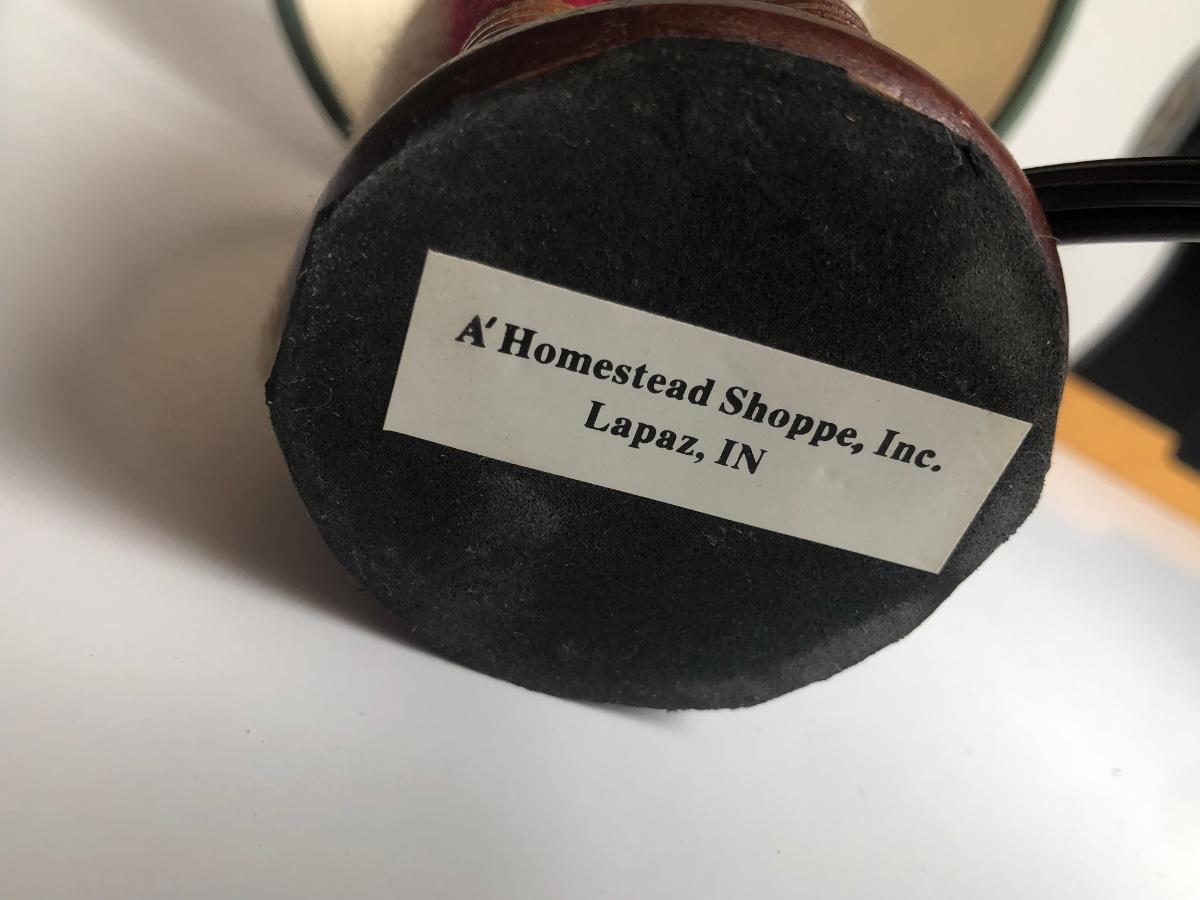 A' Homestead Shoppe, Inc.
Lapaz, IN